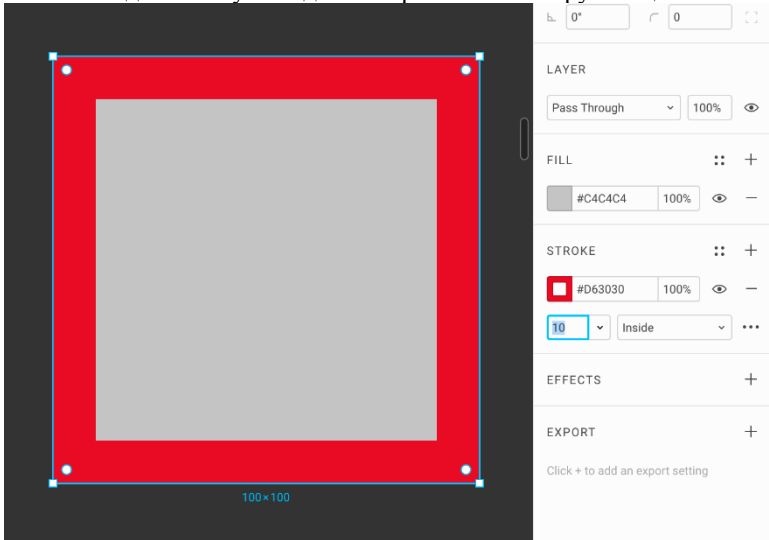 0° 0
LAYER
Pass Through 100%
FILL
#C4C4C4 100%
STROKE
#D63030 100%
10 Inside
EFFECTS
EXPORT
Click + to add an export setting
100×100